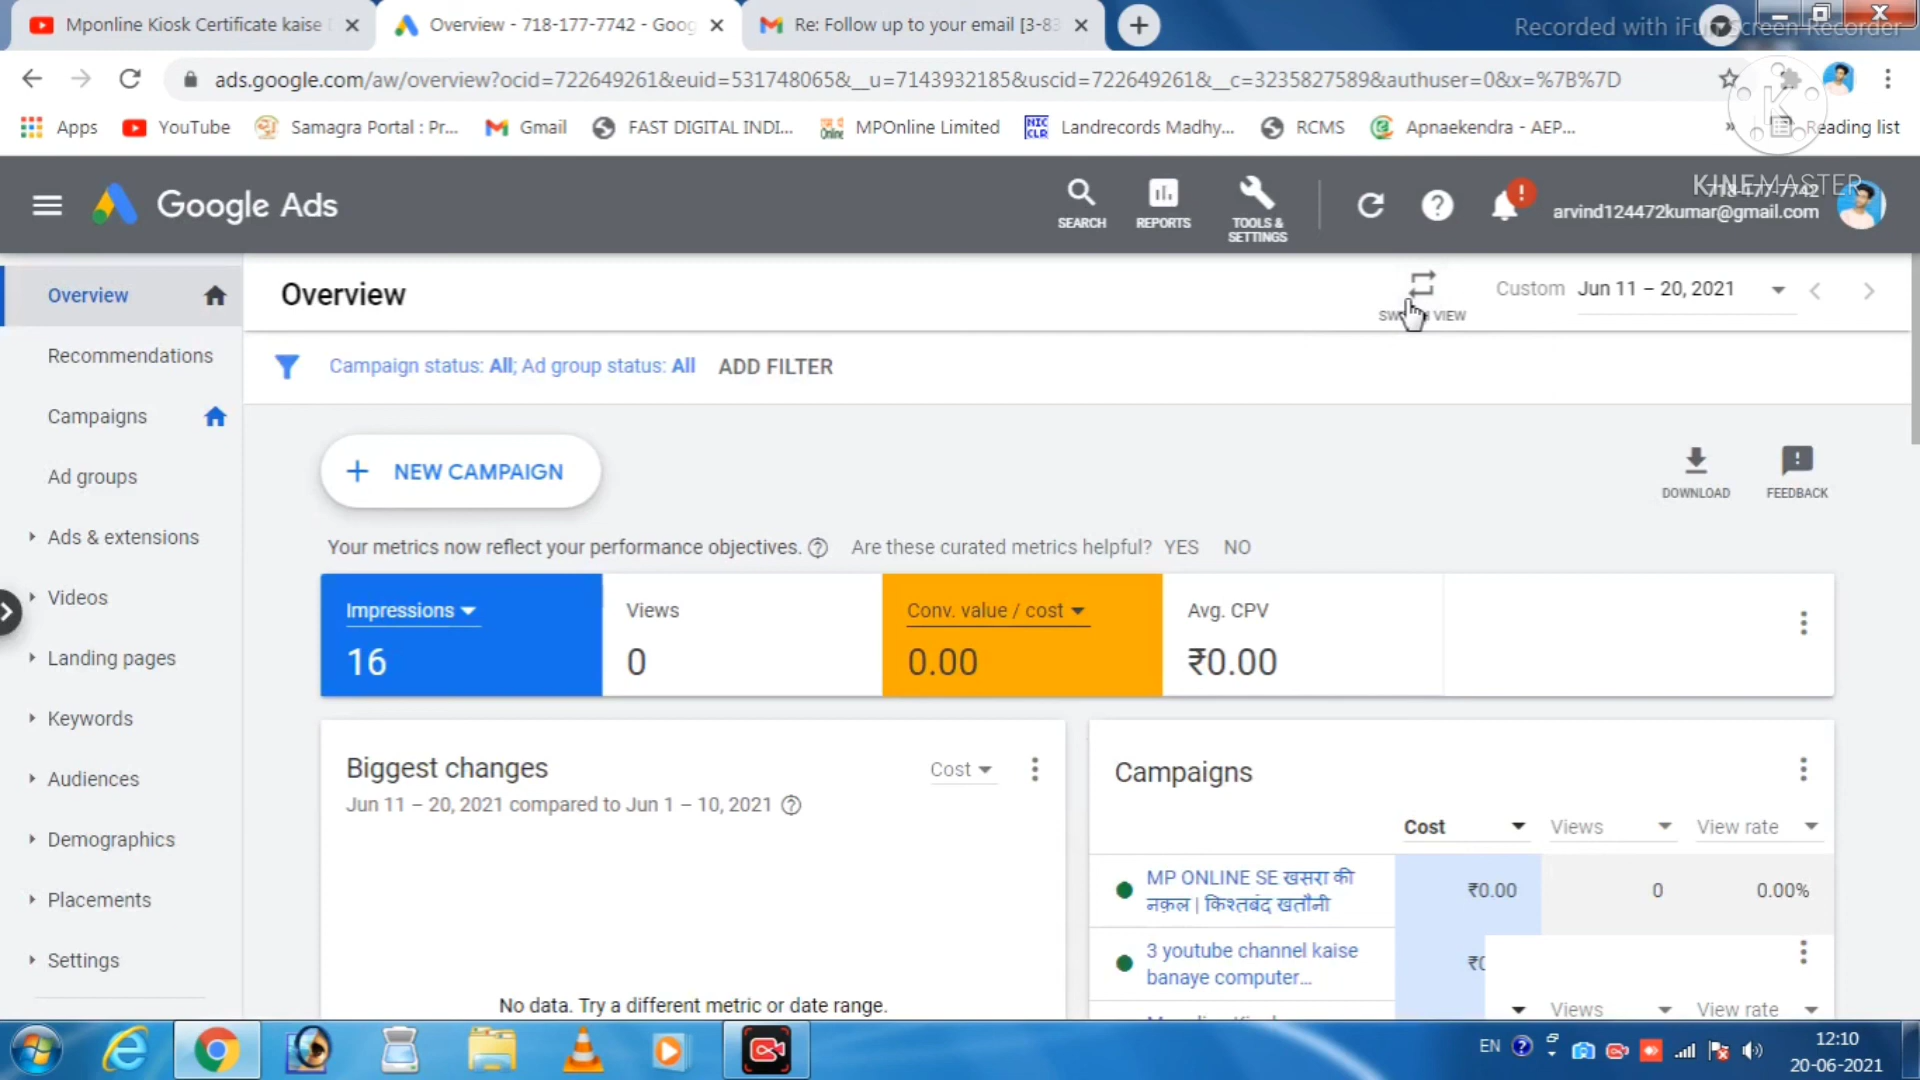 Mponline Kiosk Certificate kaise
Overview - 718-177-7742 - Goog
Re: Follow up to your email [3-83
Recorded with iFun Screen Recorder
ads.google.com/aw/overview?ocid=722649261&euid=531748065&__u=7143932185&uscid=722649261&__c=3235827589&authuser=0&x=%7B%7D
Apps
YouTube
Samagra Portal : Pr...
Gmail
FAST DIGITAL INDI...
MPOnline Limited
Landrecords Madhy...
RCMS
Apnaekendra - AEP...
»
Reading list
K
KINEMASTER
Google Ads
SEARCH
REPORTS
TOOLS & SETTINGS
718-177-7742
arvind124472kumar@gmail.com
Overview
Recommendations
Campaigns
Ad groups
Ads & extensions
Videos
Landing pages
Keywords
Audiences
Demographics
Placements
Settings
Overview
VIEW
Custom Jun 11 – 20, 2021
Campaign status: All; Ad group status: All ADD FILTER
+ NEW CAMPAIGN
DOWNLOAD
FEEDBACK
Your metrics now reflect your performance objectives. Are these curated metrics helpful? YES NO
Impressions
16
Views
0
Conv. value / cost
0.00
Avg. CPV
₹0.00
Biggest changes
Cost
Jun 11 – 20, 2021 compared to Jun 1 – 10, 2021
No data. Try a different metric or date range.
Campaigns
Cost Views View rate
MP ONLINE SE खसरा की
नक़ल | किश्तबंद खतौनी
₹0.00 0 0.00%
3 youtube channel kaise
banaye computer...
Views View rate
EN
12:10
20-06-2021